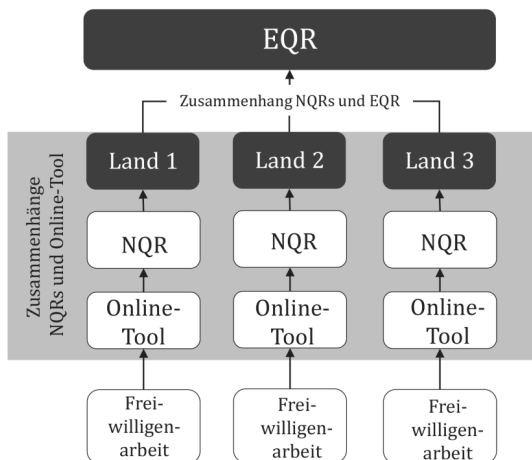 EQR
Zusammenhang NQRs und EQR
Zusammenhänge
NQRs und Online-Tool
Land 1
Land 2
Land 3
NQR
NQR
NQR
Online-
Tool
Online-
Tool
Online-
Tool
Frei-
willigen-
arbeit
Frei-
willigen-
arbeit
Frei-
willigen-
arbeit